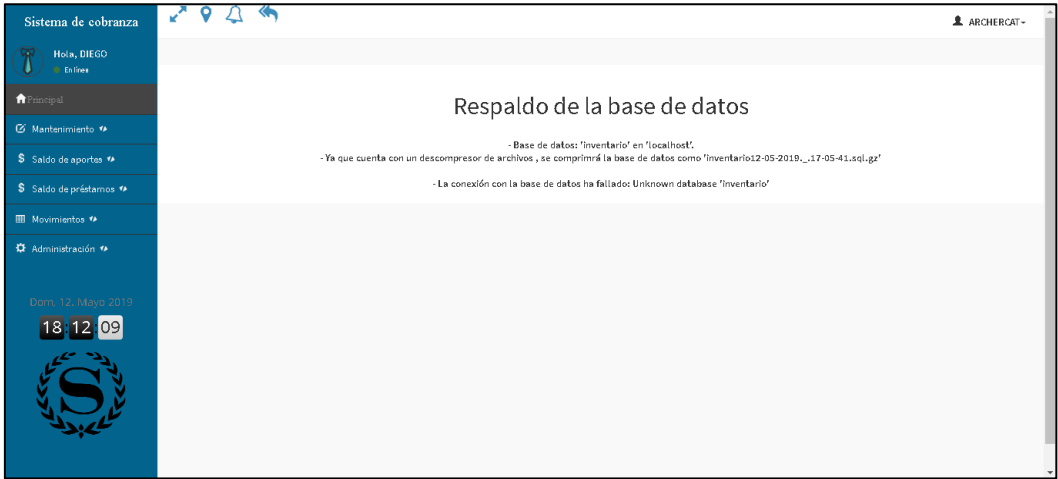 Sistema de cobranza
ARCHERCAT
Hola, DIEGO
En línea
Principal
Mantenimiento
Saldo de aportes
Saldo de préstamos
Movimientos
Administración
Dom, 12. Mayo 2019
18:12:09
S
Respaldo de la base de datos
- Base de datos: 'inventario' en 'localhost'.
- Ya que cuenta con un descompresor de archivos , se comprimrá la base de datos como 'inventario12-05-2019._.17-05-41.sql.gz'
- La conexión con la base de datos ha fallado: Unknown database 'inventario'